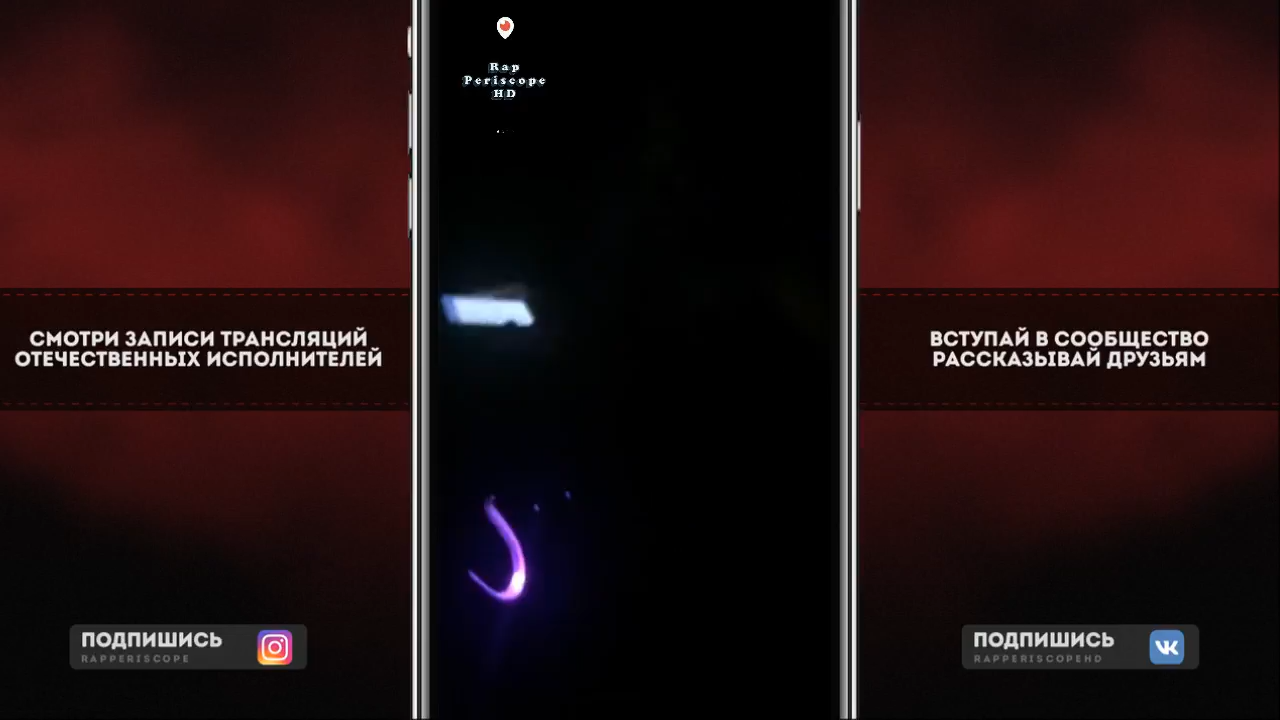 Rap
Periscope
HD
СМОТРИ ЗАПИСИ ТРАНСЛЯЦИЙ
ОТЕЧЕСТВЕННЫХ ИСПОЛНИТЕЛЕЙ
ВСТУПАЙ В СООБЩЕСТВО
РАССКАЗЫВАЙ ДРУЗЬЯМ
ПОДПИШИСЬ
RAPPERISCOPE
ПОДПИШИСЬ
RAPPERISCOPEHD